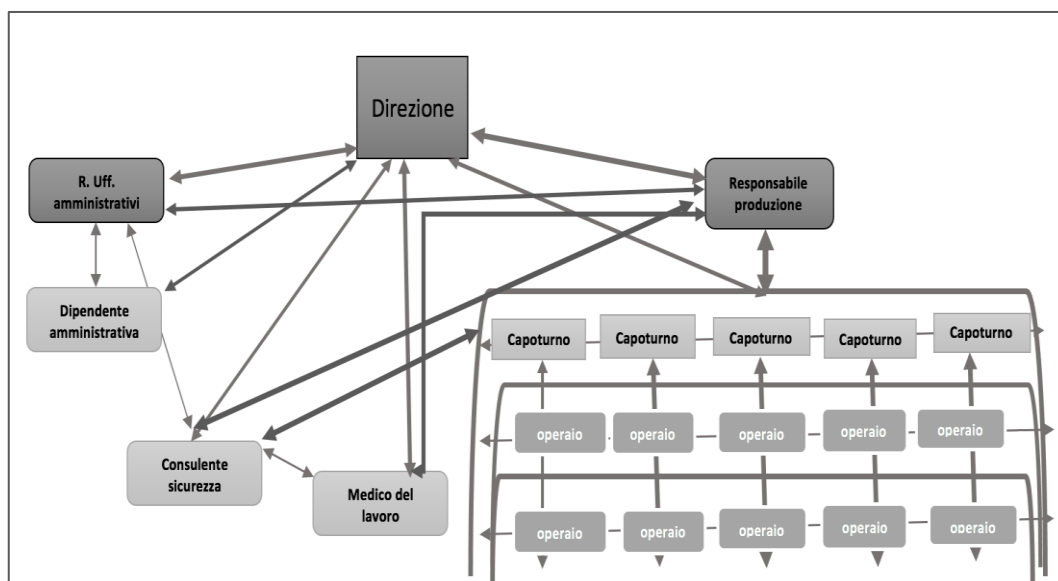 Direzione
R. Uff.
amministrativi
Responsabile
produzione
Dipendente
amministrativa
Capoturno
Capoturno
Capoturno
Capoturno
Capoturno
operaio
operaio
operaio
operaio
operaio
Consulente
sicurezza
Medico del
lavoro
operaio
operaio
operaio
operaio
operaio